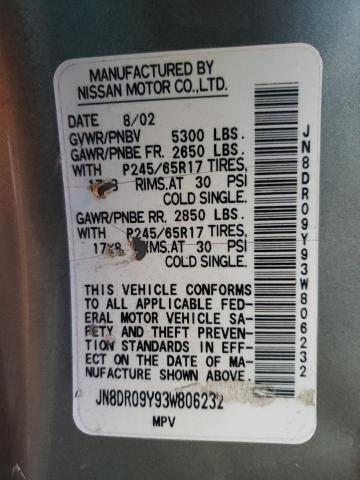 MANUFACTURED BY
NISSAN MOTOR CO.,LTD.
DATE 8/02
GVWR/PNBV 5300 LBS.
GAWR/PNBE FR. 2650 LBS.
WITH P245/65R17 TIRES,
RIMS.AT 30 PSI
COLD SINGLE.
GAWR/PNBE RR. 2850 LBS.
WITH P245/65R17 TIRES,
17X8 RIMS.AT 30 PSI
COLD SINGLE.
THIS VEHICLE CONFORMS
TO ALL APPLICABLE FED-
ERAL MOTOR VEHICLE SA-
FETY AND THEFT PREVEN-
TION STANDARDS IN EFF-
ECT ON THE DATE OF MA-
NUFACTURE SHOWN ABOVE.
JN8DR09Y93W806232
MPV
JN8DR09Y93W806232